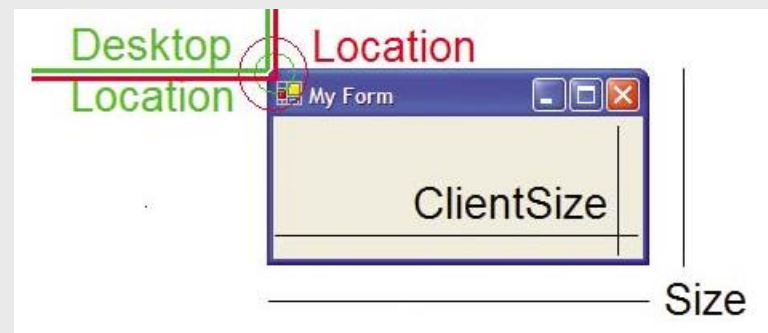 Desktop
Location
Location
My Form
ClientSize
Size